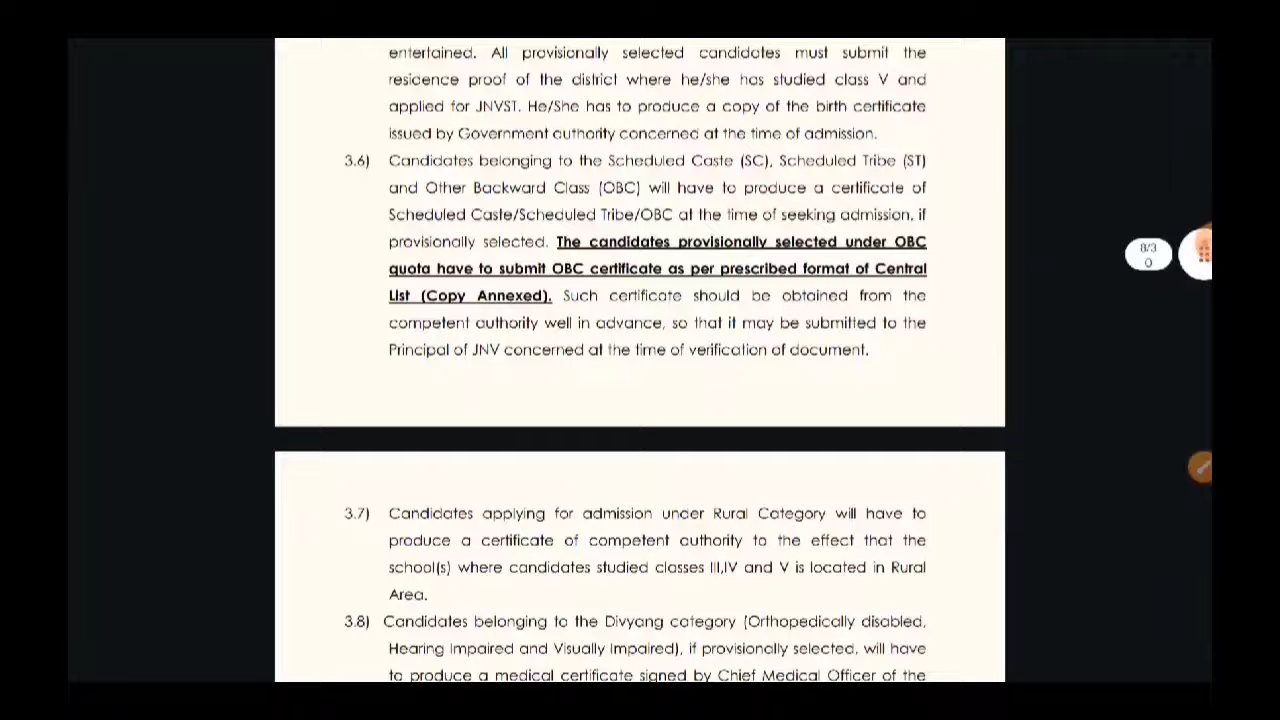 entertained. All provisionally selected candidates must submit the
residence proof of the district where he/she has studied class V and
applied for JNVST. He/She has to produce a copy of the birth certificate
issued by Government authority concerned at the time of admission.
3.6) Candidates belonging to the Scheduled Caste (SC), Scheduled Tribe (ST)
and Other Backward Class (OBC) will have to produce a certificate of
Scheduled Caste/Scheduled Tribe/OBC at the time of seeking admission, if
provisionally selected. The candidates provisionally selected under OBC
quota have to submit OBC certificate as per prescribed format of Central
List (Copy Annexed). Such certificate should be obtained from the
competent authority well in advance, so that it may be submitted to the
Principal of JNV concerned at the time of verification of document.
8/3
0
3.7) Candidates applying for admission under Rural Category will have to
produce a certificate of competent authority to the effect that the
school(s) where candidates studied classes III,IV and V is located in Rural
Area.
3.8) Candidates belonging to the Divyang category (Orthopedically disabled,
Hearing Impaired and Visually Impaired), if provisionally selected, will have
to produce a medical certificate signed by Chief Medical Officer of the